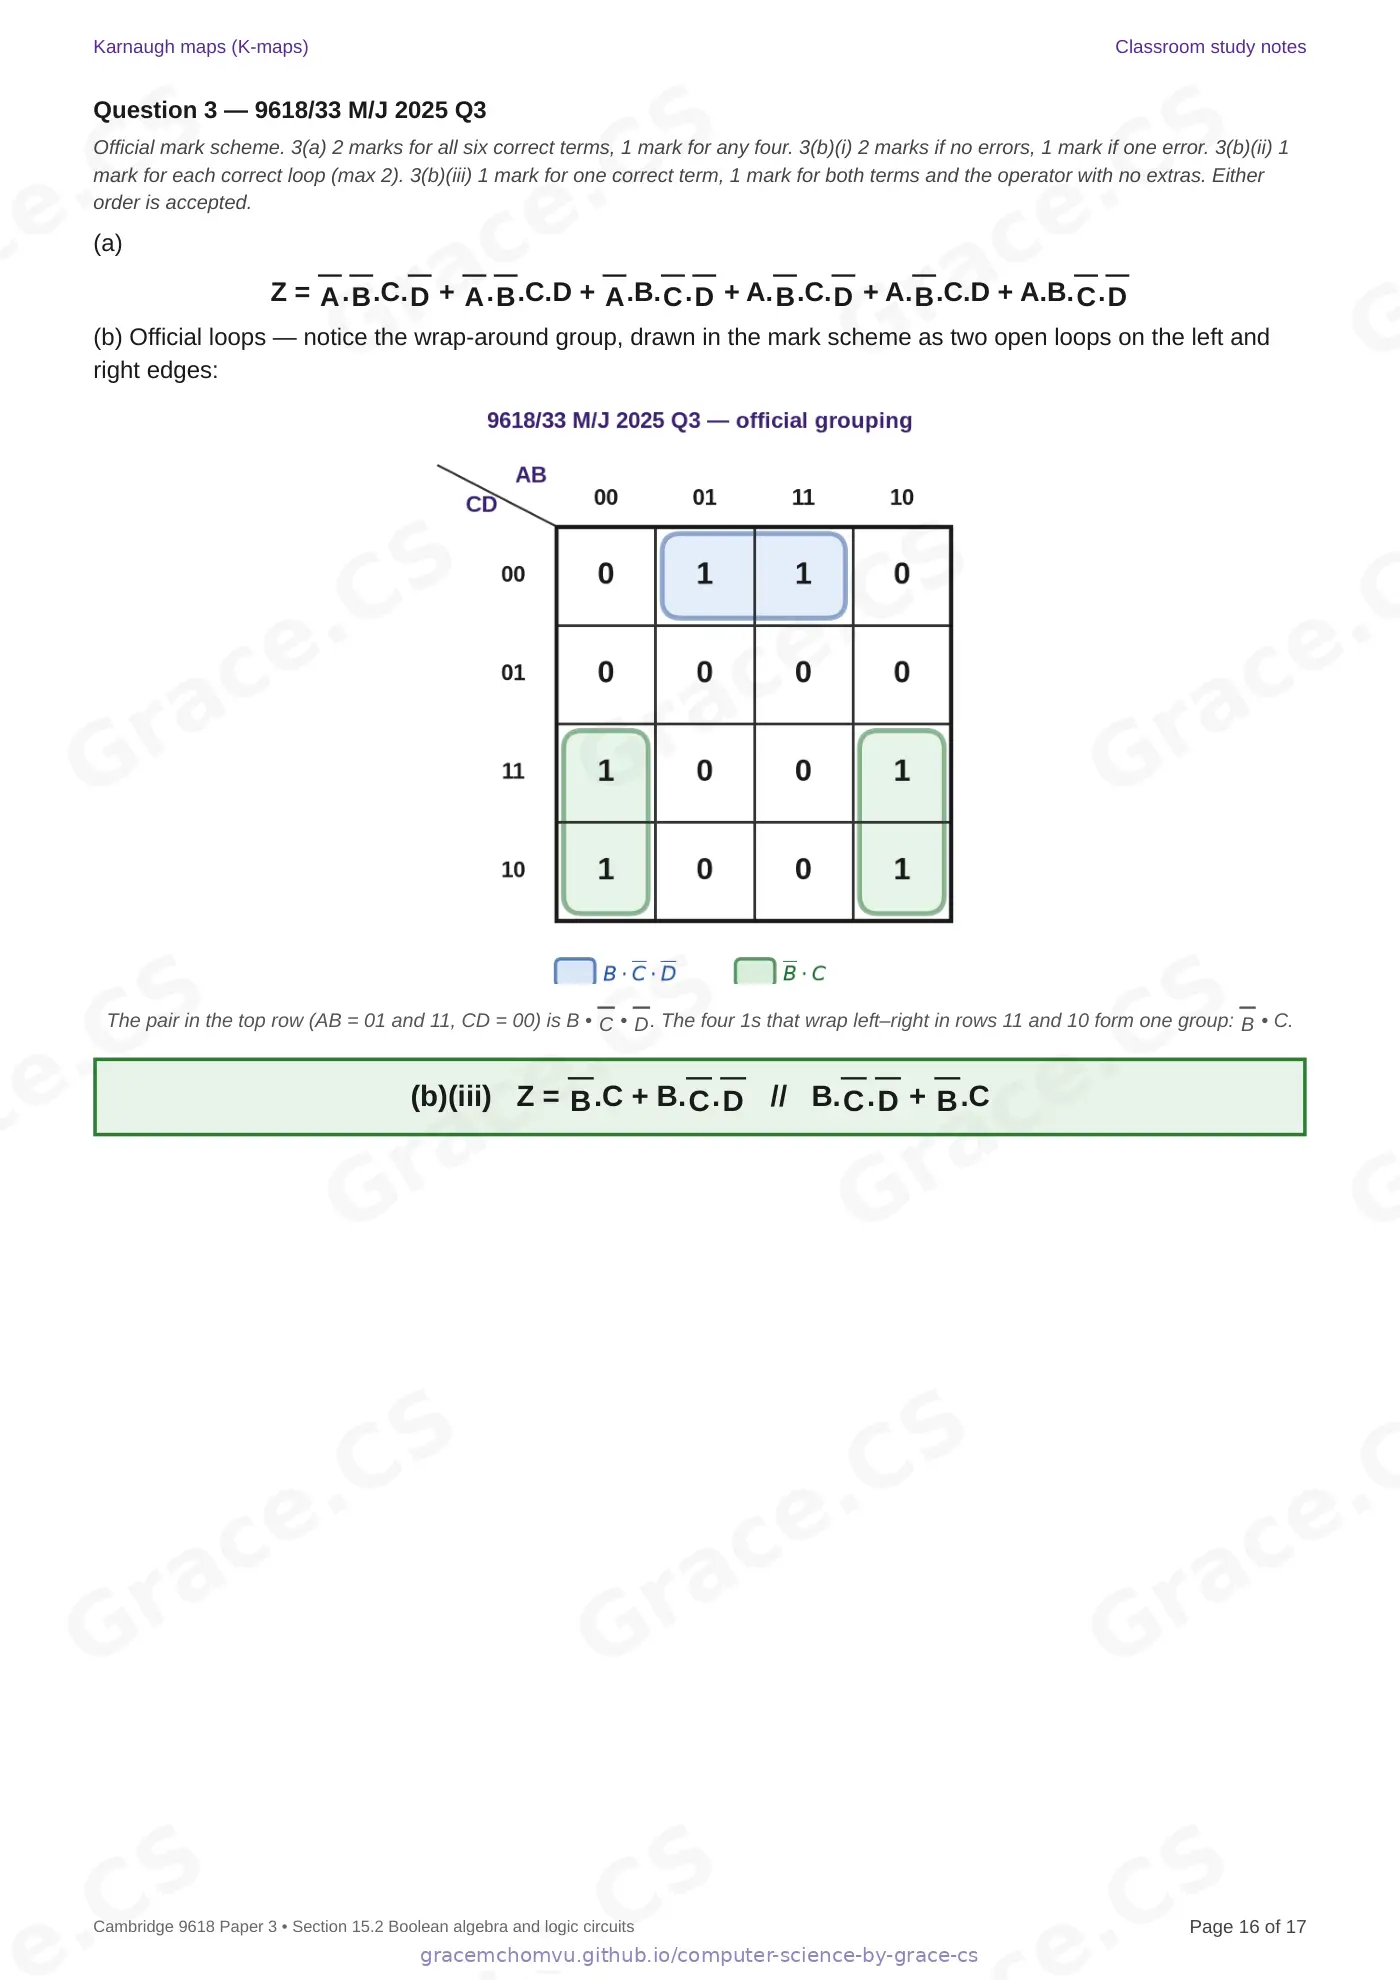 Karnaugh maps (K-maps)
Classroom study notes
Question 3 — 9618/33 M/J 2025 Q3
Official mark scheme. 3(a) 2 marks for all six correct terms, 1 mark for any four. 3(b)(i) 2 marks if no errors, 1 mark if one error. 3(b)(ii) 1
mark for each correct loop (max 2). 3(b)(iii) 1 mark for one correct term, 1 mark for both terms and the operator with no extras. Either
order is accepted.
(a)
Z = A̅.B̅.C.D̅ + A̅.B̅.C.D + A̅.B.C̅.D̅ + A.B̅.C.D̅ + A.B̅.C.D + A.B.C̅.D̅
(b) Official loops — notice the wrap-around group, drawn in the mark scheme as two open loops on the left and
right edges:
9618/33 M/J 2025 Q3 — official grouping
AB
CD
00 01 11 10
00 0 1 1 0
01 0 0 0 0
11 1 0 0 1
10 1 0 0 1
B · C̅ · D̅ B̅ · C
The pair in the top row (AB = 01 and 11, CD = 00) is B • C̅ • D̅. The four 1s that wrap left–right in rows 11 and 10 form one group: B̅ • C.
(b)(iii) Z = B̅.C + B.C̅.D̅ // B.C̅.D̅ + B̅.C
Cambridge 9618 Paper 3 • Section 15.2 Boolean algebra and logic circuits
Page 16 of 17
gracemchomvu.github.io/computer-science-by-grace-cs
Grace.CS